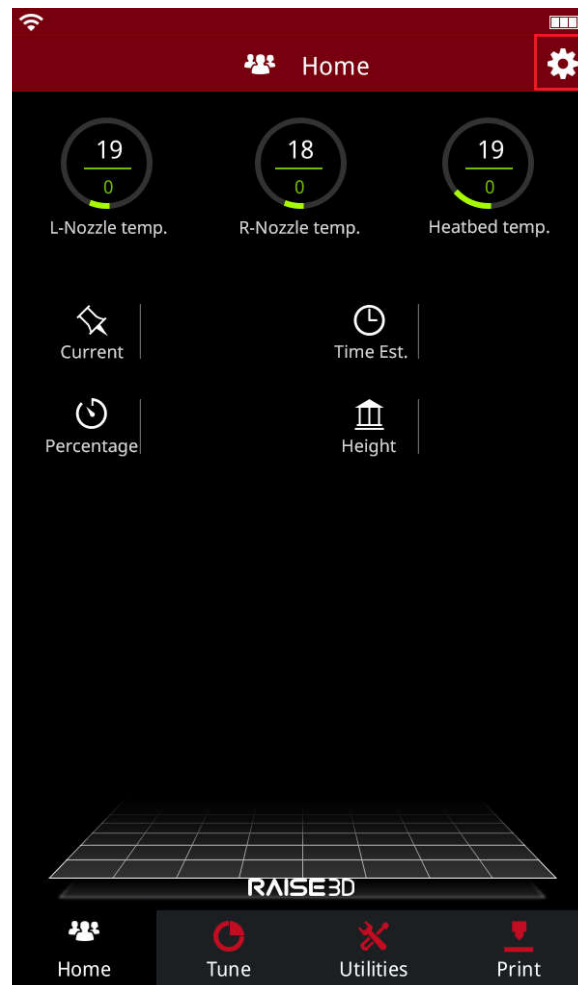 Home
19 18 19
0 0 0
L-Nozzle temp. R-Nozzle temp. Heatbed temp.
Current Time Est.
Percentage Height
RAISE3D
Home Tune Utilities Print